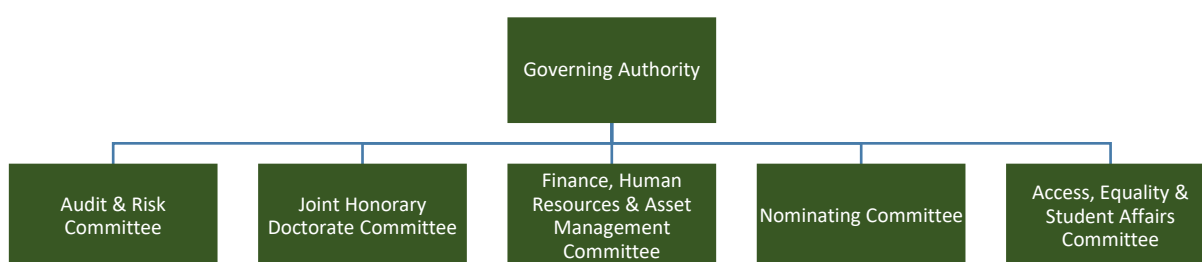 Governing Authority
Audit & Risk
Committee
Joint Honorary
Doctorate Committee
Finance, Human
Resources & Asset
Management
Committee
Nominating Committee
Access, Equality &
Student Affairs
Committee